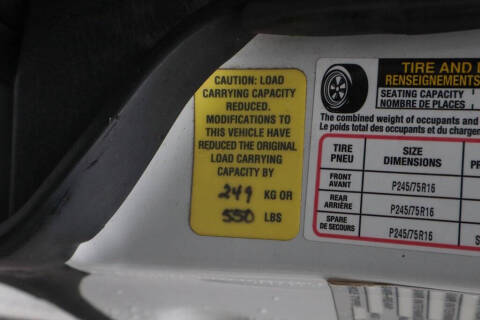 CAUTION: LOAD
CARRYING CAPACITY
REDUCED.
MODIFICATIONS TO
THIS VEHICLE HAVE
REDUCED THE ORIGINAL
LOAD CARRYING
CAPACITY BY
249 KG OR
550 LBS
TIRE AND
RENSEIGNEMENTS
SEATING CAPACITY
NOMBRE DE PLACES
The combined weight of occupants and
Le poids total des occupants et du
TIRE
PNEU
SIZE
DIMENSIONS
FRONT
AVANT
P245/75R16
REAR
ARRIÈRE
P245/75R16
SPARE
DE SECOURS
P245/75R16